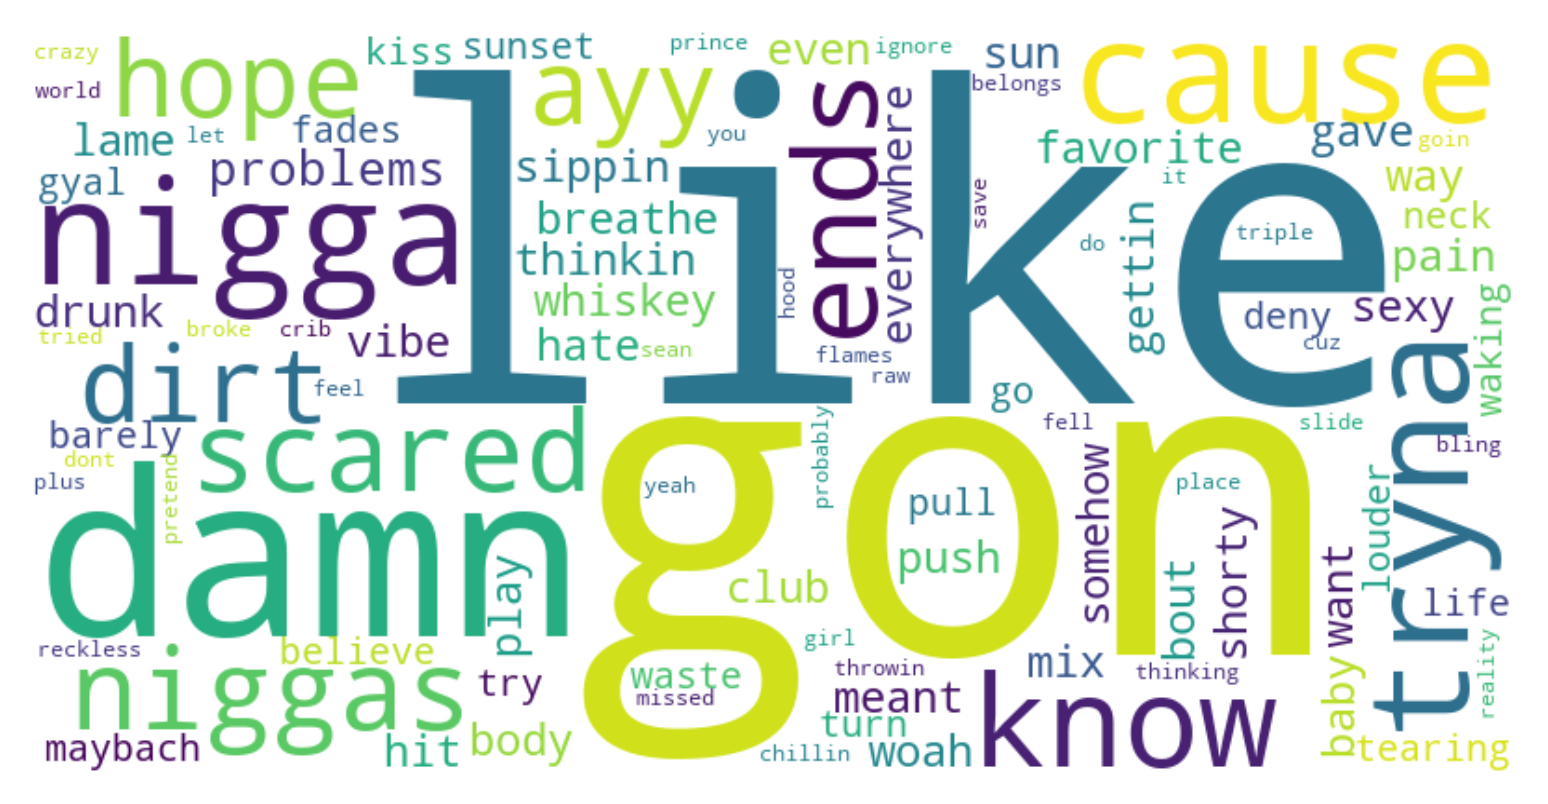 crazy
hope
kiss
sunset
prince
even
ignore
sun
cause
world
like
ayy
ends
belongs
lame
let
fades
you
everywhere
favorite
gave
goin
gyal
problems
sippin
save
it
way
nigga
breathe
do
gettin
triple
neck
thinkin
pain
drunk
whiskey
hood
deny
sexy
waking
tried
broke
crib
vibe
hate
sean
flames
cuz
tryna
dirt
feel
raw
go
barely
scared
gon
probably
fell
slide
bling
dont
pretend
plus
damn
yeah
pull
somehow
place
louder
push
shorty
bout
want
play
club
life
reckless
believe
girl
niggas
try
waste
missed
throwin
meant
mix
thinking
baby
reality
know
turn
maybach
hit
body
chillin
woah
tearing